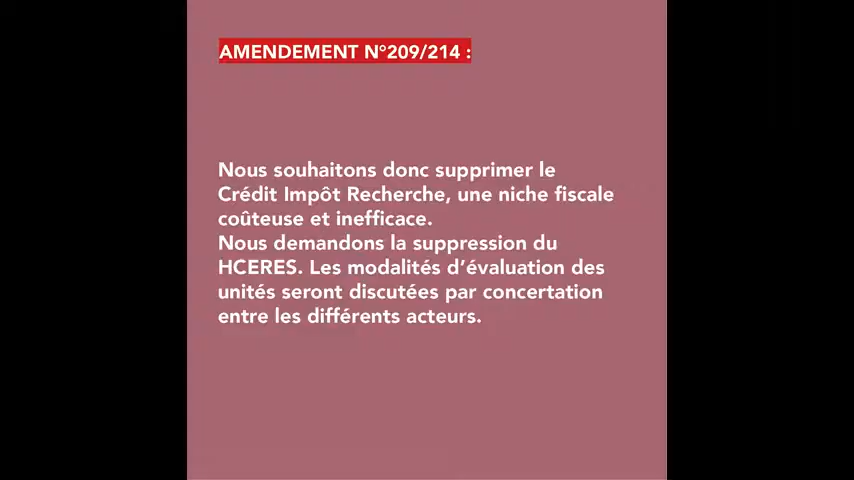 AMENDEMENT N°209/214 :
Nous souhaitons donc supprimer le
Crédit Impôt Recherche, une niche fiscale
coûteuse et inefficace.
Nous demandons la suppression du
HCERES. Les modalités d’évaluation des
unités seront discutées par concertation
entre les différents acteurs.